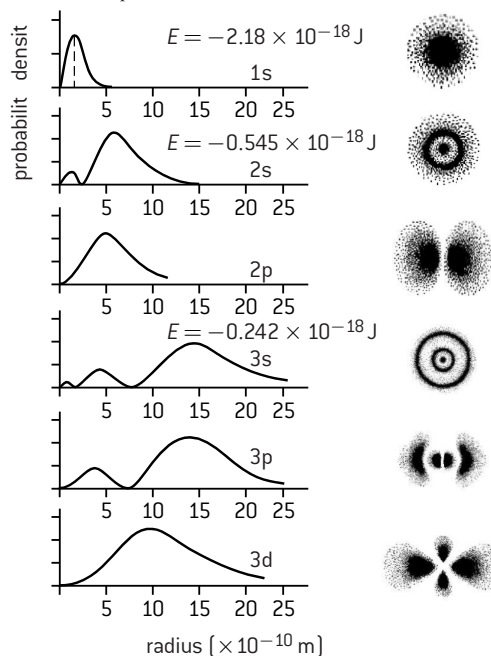 probabilit densit
E = −2.18 × 10⁻¹⁸ J
1s
5 10 15 20 25
E = −0.545 × 10⁻¹⁸ J
2s
5 10 15 20 25
2p
5 10 15 20 25
E = −0.242 × 10⁻¹⁸ J
3s
5 10 15 20 25
3p
5 10 15 20 25
3d
5 10 15 20 25
radius (×10⁻¹⁰ m)